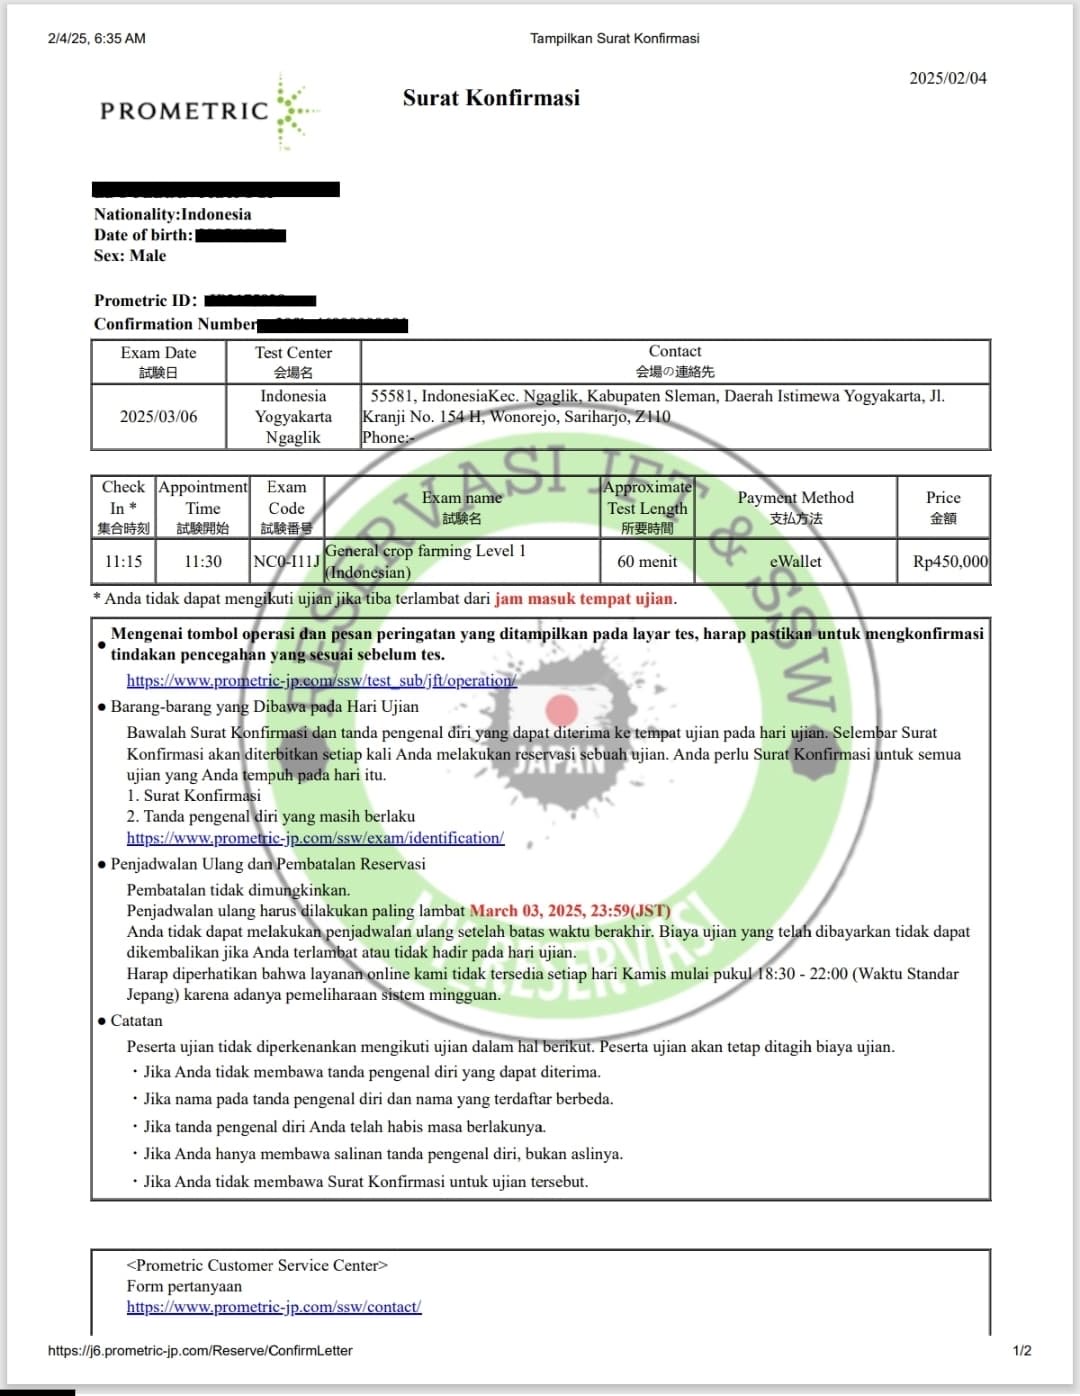 2/4/25, 6:35 AM
Tampilkan Surat Konfirmasi
2025/02/04
PROMETRIC
Surat Konfirmasi
Nationality:Indonesia
Date of birth:
Sex: Male
Prometric ID:
Confirmation Number
Exam Date
試験日
Test Center
会場名
Contact
会場の連絡先
2025/03/06
Indonesia
Yogyakarta
Ngaglik
55581, IndonesiaKec. Ngaglik, Kabupaten Sleman, Daerah Istimewa Yogyakarta, Jl.
Kranji No. 154 H, Wonorejo, Sariharjo, Z110
Phone:-
Check
In *
集合時刻
Appointment
Time
試験開始
Exam
Code
試験番号
Exam name
試験名
Approximate
Test Length
所要時間
Payment Method
支払方法
Price
金額
11:15
11:30
NC0-I11J
General crop farming Level 1
(Indonesian)
60 menit
eWallet
Rp450,000
* Anda tidak dapat mengikuti ujian jika tiba terlambat dari jam masuk tempat ujian.
● Mengenai tombol operasi dan pesan peringatan yang ditampilkan pada layar tes, harap pastikan untuk mengkonfirmasi
tindakan pencegahan yang sesuai sebelum tes.
https://www.prometric-jp.com/ssw/test_sub/jft/operation/
● Barang-barang yang Dibawa pada Hari Ujian
Bawalah Surat Konfirmasi dan tanda pengenal diri yang dapat diterima ke tempat ujian pada hari ujian. Selembar Surat
Konfirmasi akan diterbitkan setiap kali Anda melakukan reservasi sebuah ujian. Anda perlu Surat Konfirmasi untuk semua
ujian yang Anda tempuh pada hari itu.
1. Surat Konfirmasi
2. Tanda pengenal diri yang masih berlaku
https://www.prometric-jp.com/ssw/exam/identification/
● Penjadwalan Ulang dan Pembatalan Reservasi
Pembatalan tidak dimungkinkan.
Penjadwalan ulang harus dilakukan paling lambat March 03, 2025, 23:59(JST)
Anda tidak dapat melakukan penjadwalan ulang setelah batas waktu berakhir. Biaya ujian yang telah dibayarkan tidak dapat
dikembalikan jika Anda terlambat atau tidak hadir pada hari ujian.
Harap diperhatikan bahwa layanan online kami tidak tersedia setiap hari Kamis mulai pukul 18:30 - 22:00 (Waktu Standar
Jepang) karena adanya pemeliharaan sistem mingguan.
● Catatan
Peserta ujian tidak diperkenankan mengikuti ujian dalam hal berikut. Peserta ujian akan tetap ditagih biaya ujian.
・Jika Anda tidak membawa tanda pengenal diri yang dapat diterima.
・Jika nama pada tanda pengenal diri dan nama yang terdaftar berbeda.
・Jika tanda pengenal diri Anda telah habis masa berlakunya.
・Jika Anda hanya membawa salinan tanda pengenal diri, bukan aslinya.
・Jika Anda tidak membawa Surat Konfirmasi untuk ujian tersebut.
RESERVASI JFT & SSW
JAPAN
RESERVASI
<Prometric Customer Service Center>
Form pertanyaan
https://www.prometric-jp.com/ssw/contact/
https://j6.prometric-jp.com/Reserve/ConfirmLetter
1/2